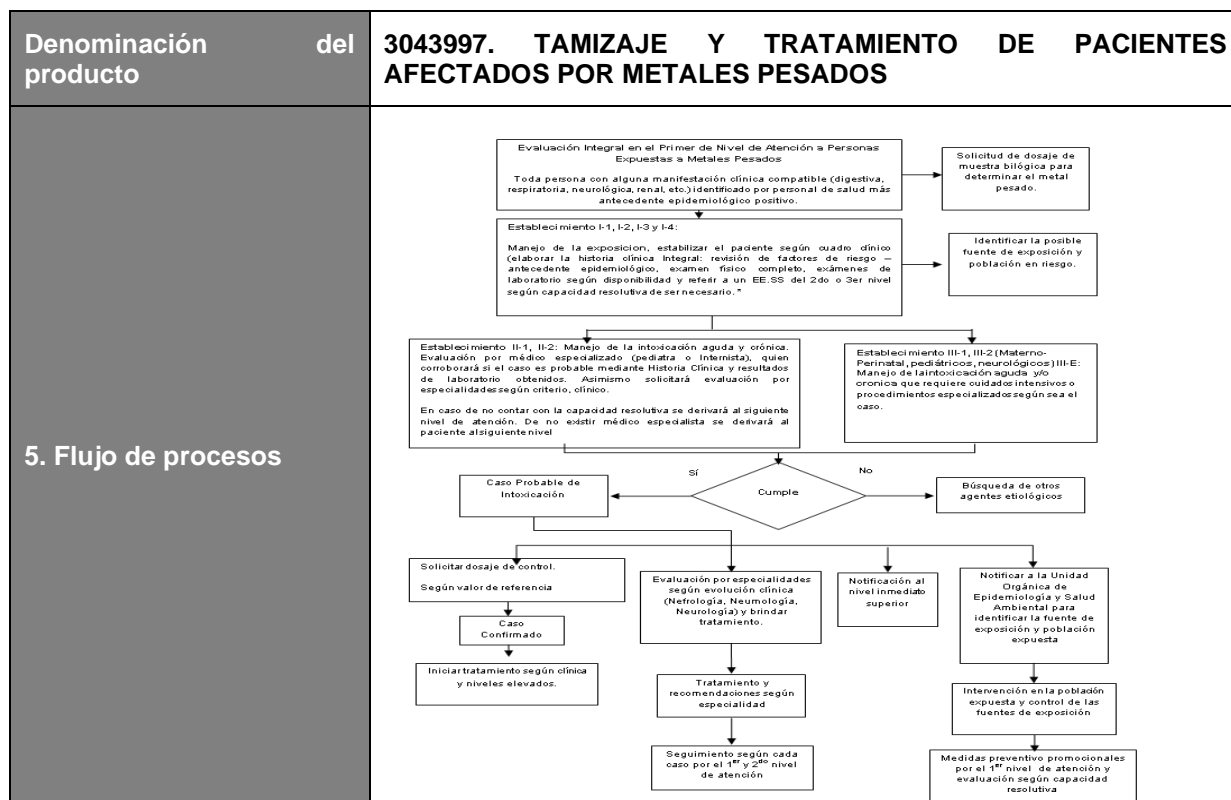 Denominación del
producto
3043997. TAMIZAJE Y TRATAMIENTO DE PACIENTES
AFECTADOS POR METALES PESADOS
5. Flujo de procesos
Evaluación Integral en el Primer de Nivel de Atención a Personas
Expuestas a Metales Pesados
Toda persona con alguna manifestación clínica compatible (digestiva,
respiratoria, neurológica, renal, etc.) identificado por personal de salud más
antecedente epidemiológico positivo.
Solicitud de dosaje de
muestra bilógica para
determinar el metal
pesado.
Establecimiento I-1, I-2, I-3 y I-4:
Manejo de la exposicion, estabilizar el paciente según cuadro clínico
(elaborar la historia clínica Integral: revisión de factores de riesgo –
antecedente epidemiológico, examen físico completo, exámenes de
laboratorio según disponibilidad y referir a un EE.SS del 2do o 3er nivel
según capacidad resolutiva de ser necesario."
Identificar la posible
fuente de exposición y
población en riesgo.
Establecimiento II-1, II-2: Manejo de la intoxicación aguda y crónica.
Evaluación por médico especializado (pediatra o Internista), quien
corroborará si el caso es probable mediante Historia Clínica y resultados
de laboratorio obtenidos. Asimismo solicitará evaluación por
especialidades según criterio, clínico.
En caso de no contar con la capacidad resolutiva se derivará al siguiente
nivel de atención. De no existir médico especialista se derivará al
paciente al siguiente nivel
Establecimiento III-1, III-2 (Materno-
Perinatal, pediátricos, neurológicos) III-E:
Manejo de la intoxicación aguda y/o
cronica que requiere cuidados intensivos o
procedimientos especializados según sea el
caso.
Sí
No
Caso Probable de
Intoxicación
Cumple
Búsqueda de otros
agentes etiológicos
Solicitar dosaje de control.
Según valor de referencia
Caso
Confirmado
Iniciar tratamiento según clínica
y niveles elevados.
Evaluación por especialidades
según evolución clínica
(Nefrología, Neumología,
Neurología) y brindar
tratamiento.
Tratamiento y
recomendaciones según
especialidad
Seguimiento según cada
caso por el 1er y 2do nivel
de atención
Notificación al
nivel inmediato
superior
Notificar a la Unidad
Orgánica de
Epidemiología y Salud
Ambiental para
identificar la fuente de
exposición y población
expuesta
Intervención en la población
expuesta y control de las
fuentes de exposición
Medidas preventivo promocionales
por el 1er nivel de atención y
evaluación según capacidad
resolutiva